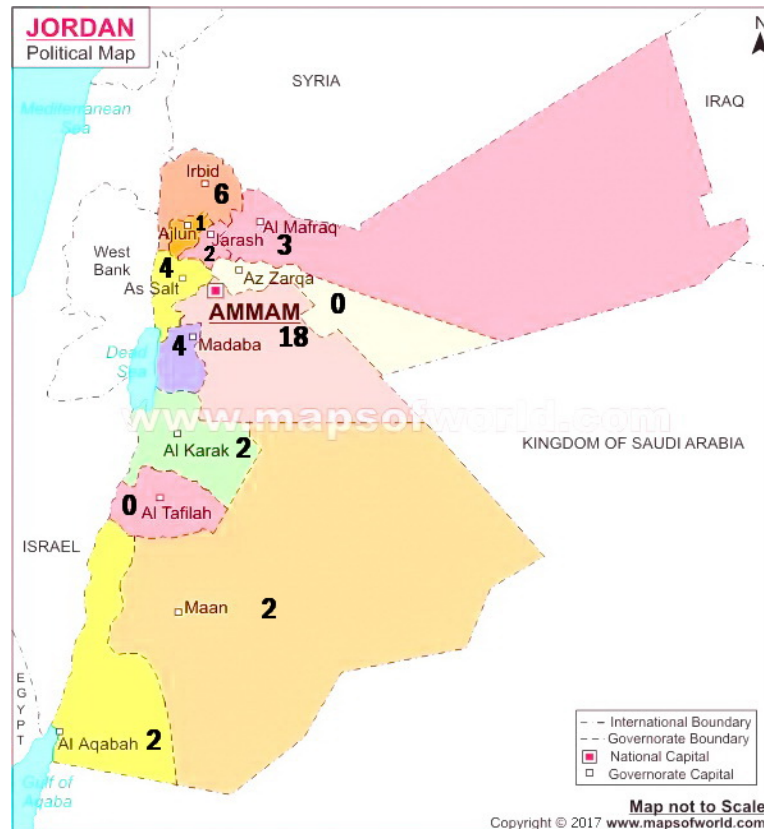 JORDAN
Political Map
N
SYRIA
IRAQ
Mediterranean
Sea
Irbid
6
1
Ajlun
Jarash
2
Al Mafraq
3
West
Bank
4
As Salt
Az Zarqa
0
AMMAM
18
Dead
Sea
4
Madaba
www.mapsofworld.com
Al Karak
2
KINGDOM OF SAUDI ARABIA
0
Al Tafilah
ISRAEL
Maan
2
EGYPT
Al Aqabah
2
Gulf of
Aqaba
International Boundary
Governorate Boundary
National Capital
Governorate Capital
Map not to Scale
Copyright © 2017 www.mapsofworld.com